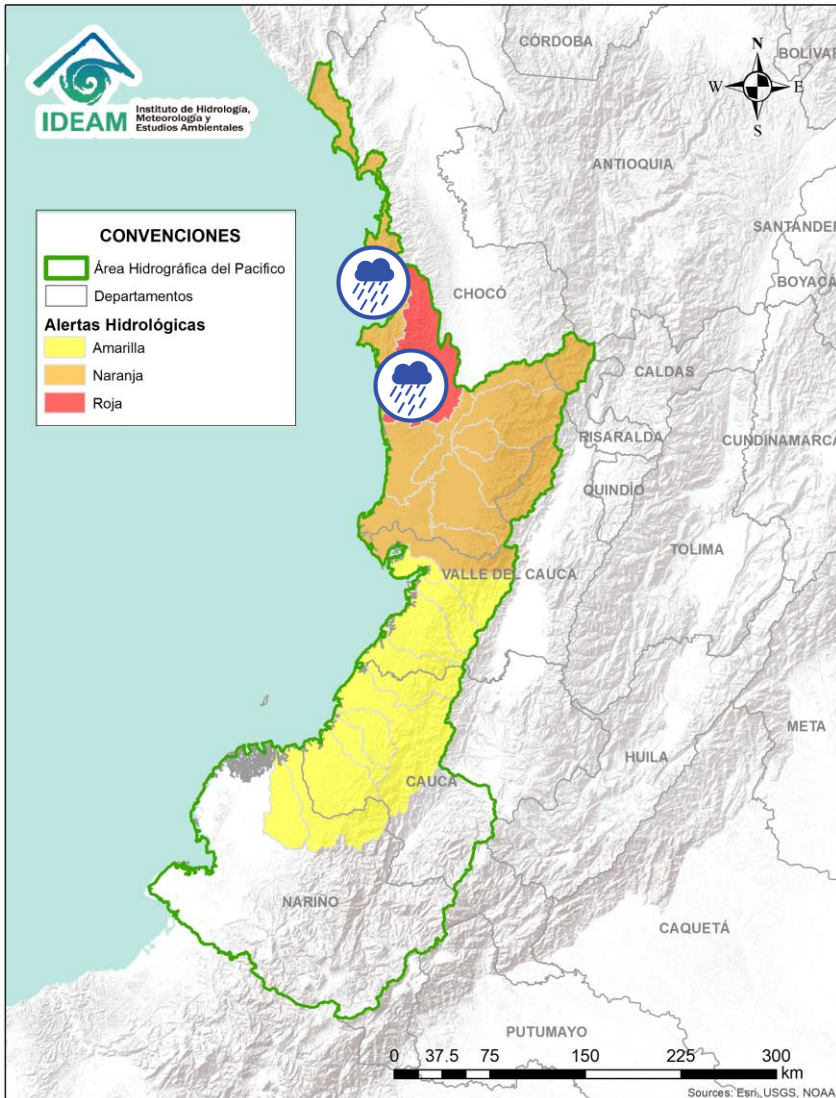 CÓRDOBA
BOLÍVAR
N
W E
S
IDEAM
Instituto de Hidrología,
Meteorología y
Estudios Ambientales
ANTIOQUIA
SANTANDER
CONVENCIONES
Área Hidrográfica del Pacifico
Departamentos
Alertas Hidrológicas
Amarilla
Naranja
Roja
CHOCÓ
BOYACÁ
CALDAS
RISARALDA
CUNDINAMARCA
QUINDÍO
TOLIMA
VALLE DEL CAUCA
META
HUILA
CAUCA
NARIÑO
CAQUETÁ
PUTUMAYO
0 37.5 75 150 225 300
km
Sources: Esri, USGS, NOAA